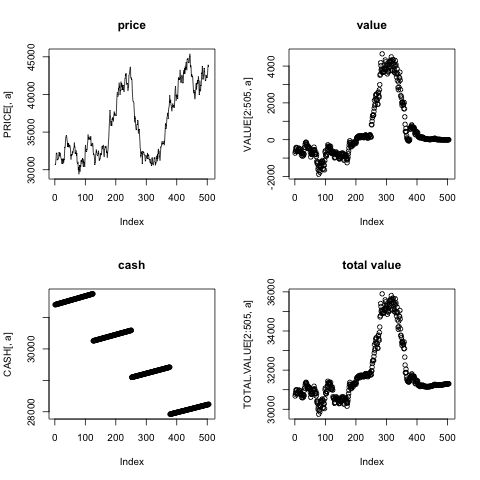 price
PRICE[, a]
30000 35000 40000 45000
0 100 200 300 400 500
Index
value
VALUE[2:505, a]
-2000 0 2000 4000
0 100 200 300 400 500
Index
cash
CASH[, a]
28000 30000
0 100 200 300 400 500
Index
total value
TOTAL.VALUE[2:505, a]
30000 32000 34000 36000
0 100 200 300 400 500
Index